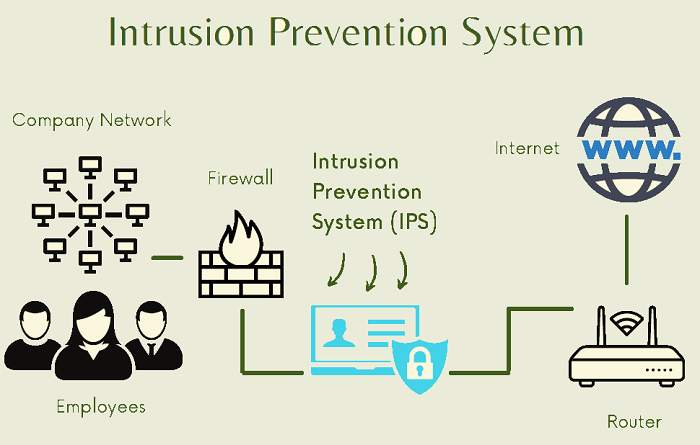 Intrusion Prevention System
Company Network
Firewall
Intrusion
Prevention
System (IPS)
Internet
www.
Employees
Router